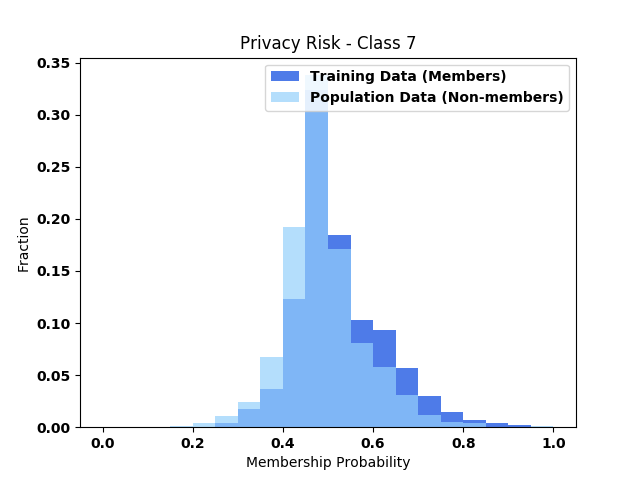 Privacy Risk - Class 7
Training Data (Members)
Population Data (Non-members)
0.35
0.30
0.25
0.20
0.15
0.10
0.05
0.00
Fraction
0.0 0.2 0.4 0.6 0.8 1.0
Membership Probability